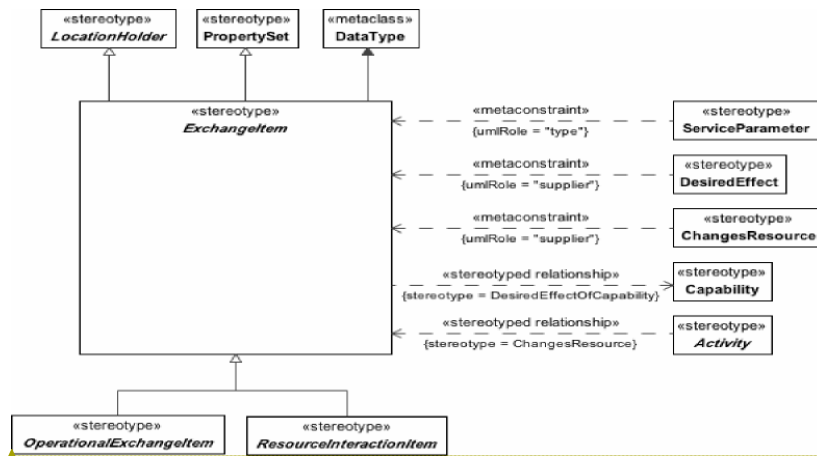 «stereotype»
LocationHolder
«stereotype»
PropertySet
«metaclass»
DataType
«stereotype»
ExchangeItem
«metaconstraint»
{umlRole = "type"}
«stereotype»
ServiceParameter
«metaconstraint»
{umlRole = "supplier"}
«stereotype»
DesiredEffect
«metaconstraint»
{umlRole = "supplier"}
«stereotype»
ChangesResource
«stereotyped relationship»
{stereotype = DesiredEffectOfCapability}
«stereotype»
Capability
«stereotyped relationship»
{stereotype = ChangesResource}
«stereotype»
Activity
«stereotype»
OperationalExchangeItem
«stereotype»
ResourceInteractionItem